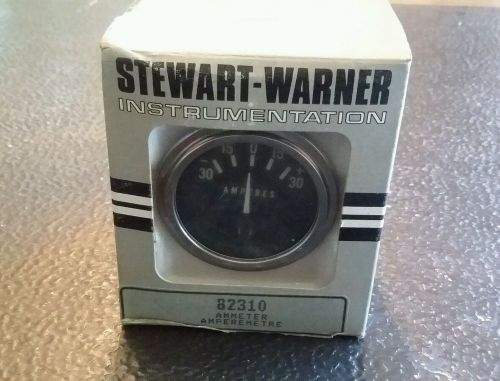 STEWART-WARNER
INSTRUMENTATION
15 0 15
- +
30 30
AMPERES
82310
AMMETER
AMPEREMETRE